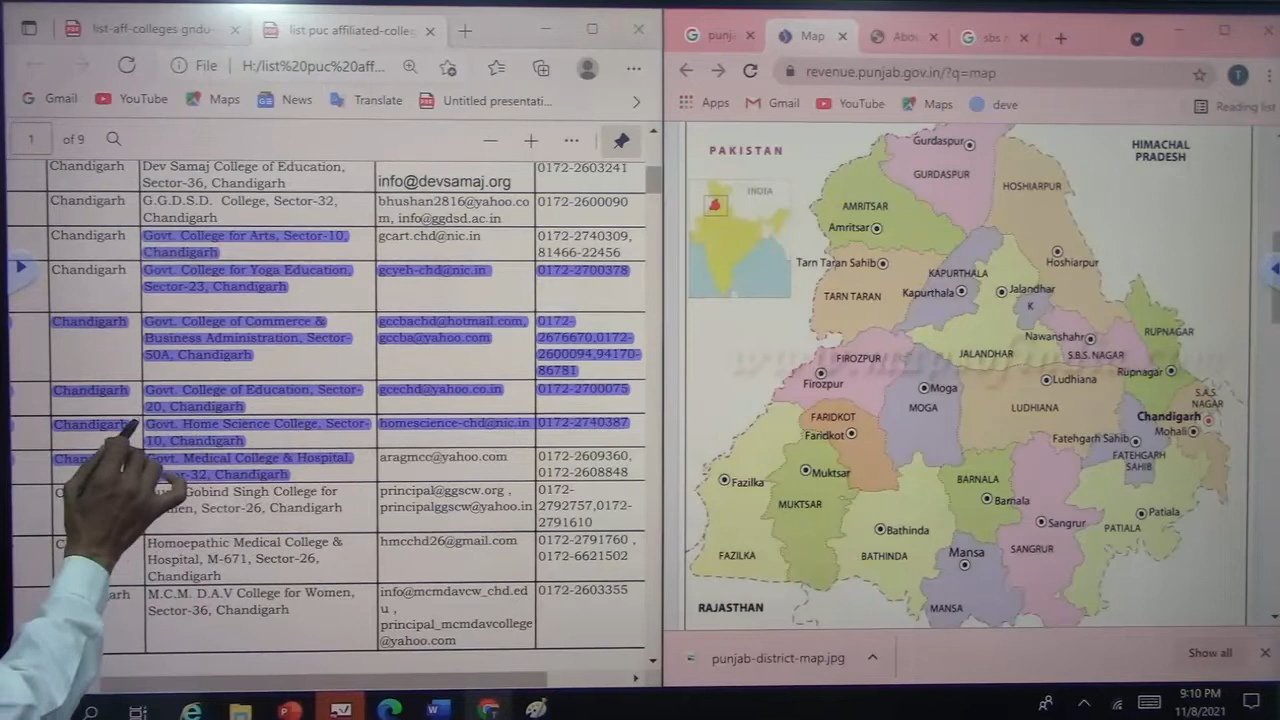 list-aff-colleges gndu-
list puc affiliated-colle
File
H:/list%20puc%20aff...
Gmail
YouTube
Maps
News
Translate
Untitled presentati...
1 of 9
Chandigarh
Dev Samaj College of Education,
Sector-36, Chandigarh
info@devsamaj.org
0172-2603241
Chandigarh
G.G.D.S.D. College, Sector-32,
Chandigarh
bhushan2816@yahoo.co
m, info@ggdsd.ac.in
0172-2600090
Chandigarh
Govt. College for Arts, Sector-10,
Chandigarh
gcart.chd@nic.in
0172-2740309,
81466-22456
Chandigarh
Govt. College for Yoga Education,
Sector-23, Chandigarh
gcyeh-chd@nic.in
0172-2700378
Chandigarh
Govt. College of Commerce &
Business Administration, Sector-
50A, Chandigarh
gccbachd@hotmail.com,
gccba@yahoo.com
0172-
2676670,0172-
2600094,94170-
86781
Chandigarh
Govt. College of Education, Sector-
20, Chandigarh
gcechd@yahoo.co.in
0172-2700075
Chandigarh
Govt. Home Science College, Sector-
10, Chandigarh
homescience-chd@nic.in
0172-2740387
Govt. Medical College & Hospital,
Chandigarh
aragmcc@yahoo.com
0172-2609360,
0172-2608848
Gobind Singh College for
Sector-26, Chandigarh
principal@ggscw.org ,
principalggscw@yahoo.in
0172-
2792757,0172-
2791610
Homoepathic Medical College &
Hospital, M-671, Sector-26,
Chandigarh
hmcchd26@gmail.com
0172-2791760 ,
0172-6621502
M.C.M. D.A.V College for Women,
Sector-36, Chandigarh
info@mcmdavcw_chd.ed
u ,
principal_mcmdavcollege
@yahoo.com
0172-2603355
punj
Map
Abou
sbs
revenue.punjab.gov.in/?q=map
T
Apps
Gmail
YouTube
Maps
deve
Reading list
PAKISTAN
HIMACHAL
PRADESH
INDIA
Gurdaspur
GURDASPUR
HOSHIARPUR
AMRITSAR
Amritsar
Tarn Taran Sahib
Hoshiarpur
KAPURTHALA
TARN TARAN
Kapurthala
Jalandhar
K
Nawanshahr
RUPNAGAR
FIROZPUR
JALANDHAR
S.B.S. NAGAR
Firozpur
Moga
Ludhiana
Rupnagar
S.A.S.
NAGAR
MOGA
LUDHIANA
FARIDKOT
Chandigarh
Faridkot
Mohali
Fatehgarh Sahib
FATEHGARH
SAHIB
Fazilka
Muktsar
BARNALA
MUKTSAR
Barnala
Patiala
Bathinda
Sangrur
PATIALA
FAZILKA
BATHINDA
Mansa
SANGRUR
RAJASTHAN
MANSA
punjab-district-map.jpg
Show all
9:10 PM
11/8/2021